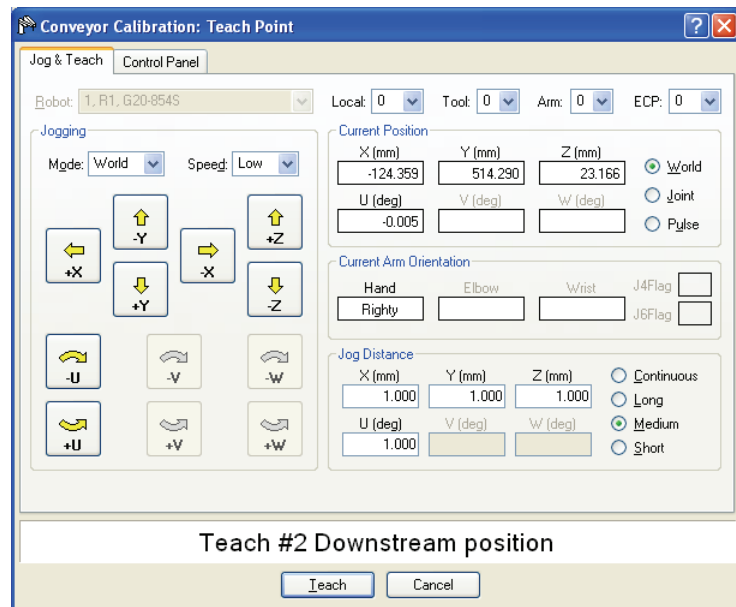 Conveyor Calibration: Teach Point
Jog & Teach Control Panel
Robot: 1, R1, G20-854S Local: 0 Tool: 0 Arm: 0 ECP: 0
Jogging
Mode: World Speed: Low
-Y +Z
+X -X
+Y -Z
-U -V -W
+U +V +W
Current Position
X (mm) Y (mm) Z (mm)
-124.359 514.290 23.166
U (deg) V (deg) W (deg)
-0.005
World
Joint
Pulse
Current Arm Orientation
Hand Elbow Wrist J4Flag
Righty J6Flag
Jog Distance
X (mm) Y (mm) Z (mm)
1.000 1.000 1.000
U (deg) V (deg) W (deg)
1.000
Continuous
Long
Medium
Short
Teach #2 Downstream position
Teach Cancel